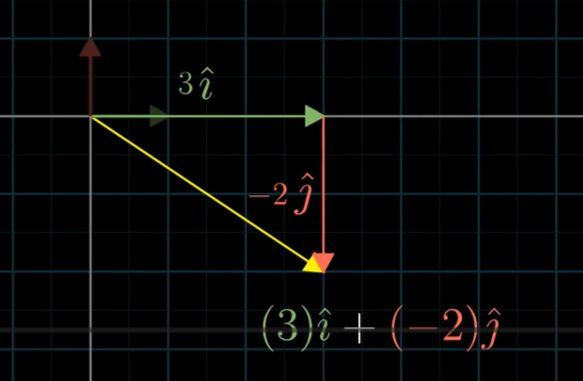 3 î
−2 ĵ
(3)î + (−2)ĵ